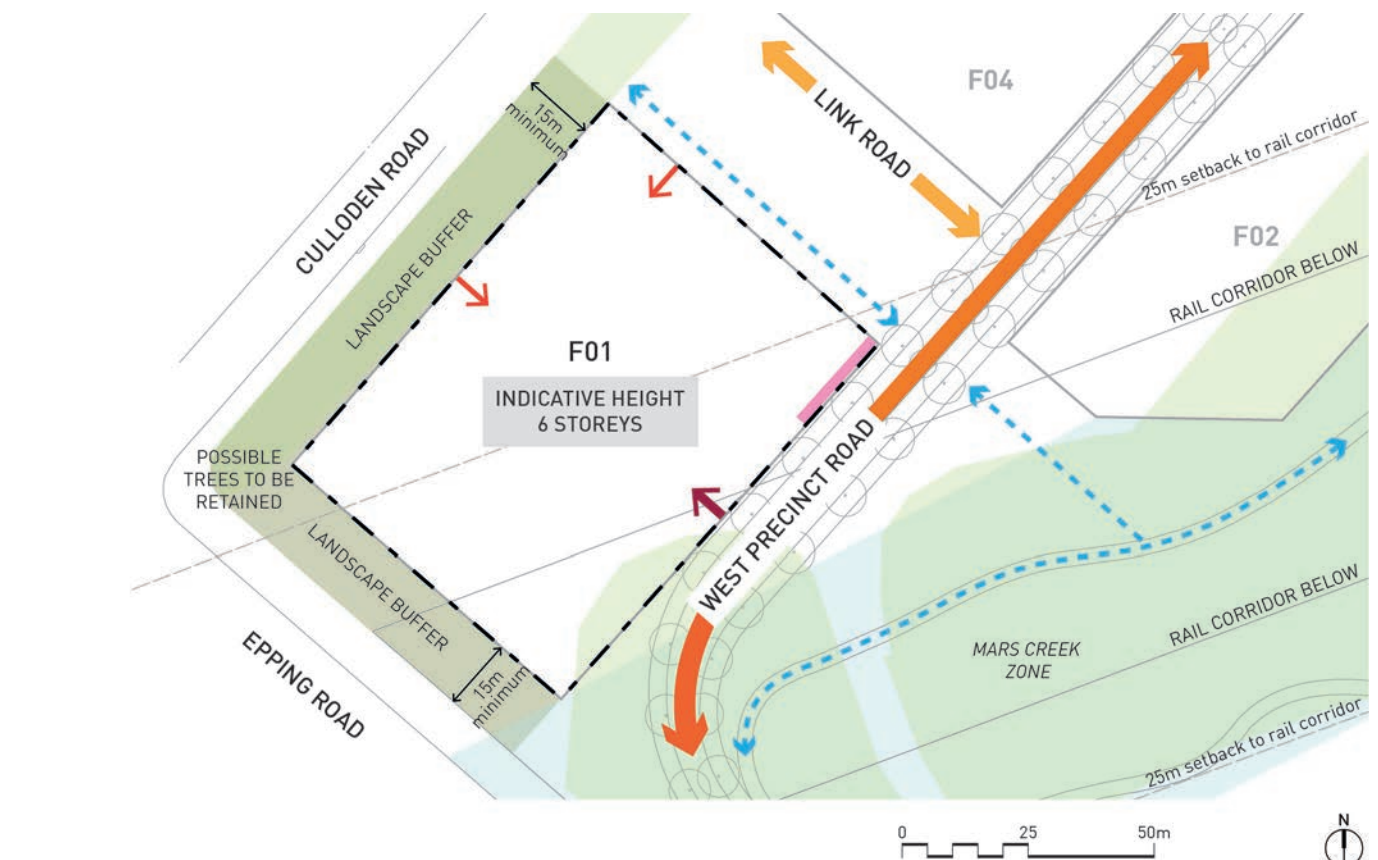 F04
LINK ROAD
15m
minimum
CULLODEN ROAD
25m setback to rail corridor
F02
RAIL CORRIDOR BELOW
LANDSCAPE BUFFER
F01
INDICATIVE HEIGHT
6 STOREYS
POSSIBLE
TREES TO BE
RETAINED
WEST PRECINCT ROAD
LANDSCAPE BUFFER
RAIL CORRIDOR BELOW
EPPING ROAD
15m
minimum
MARS CREEK
ZONE
25m setback to rail corridor
0 25 50m
N